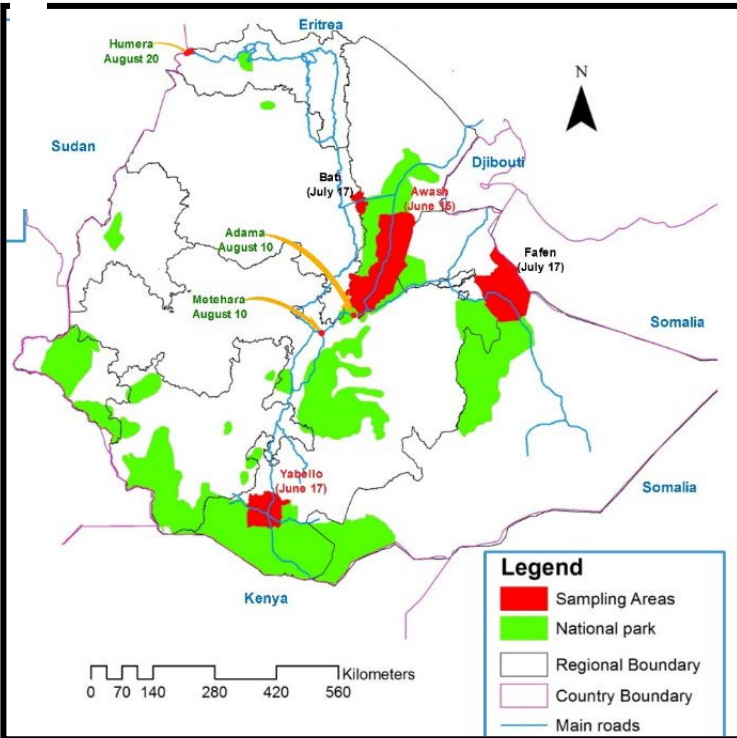 Eritrea
Humera
August 20
N
Sudan
Djibouti
Bati
(July 17)
Awash
(June 15)
Adama
August 10
Fafen
(July 17)
Metehara
August 10
Somalia
Yabello
(June 17)
Somalia
Kenya
Legend
Sampling Areas
National park
Regional Boundary
Country Boundary
Main roads
Kilometers
0 70 140 280 420 560